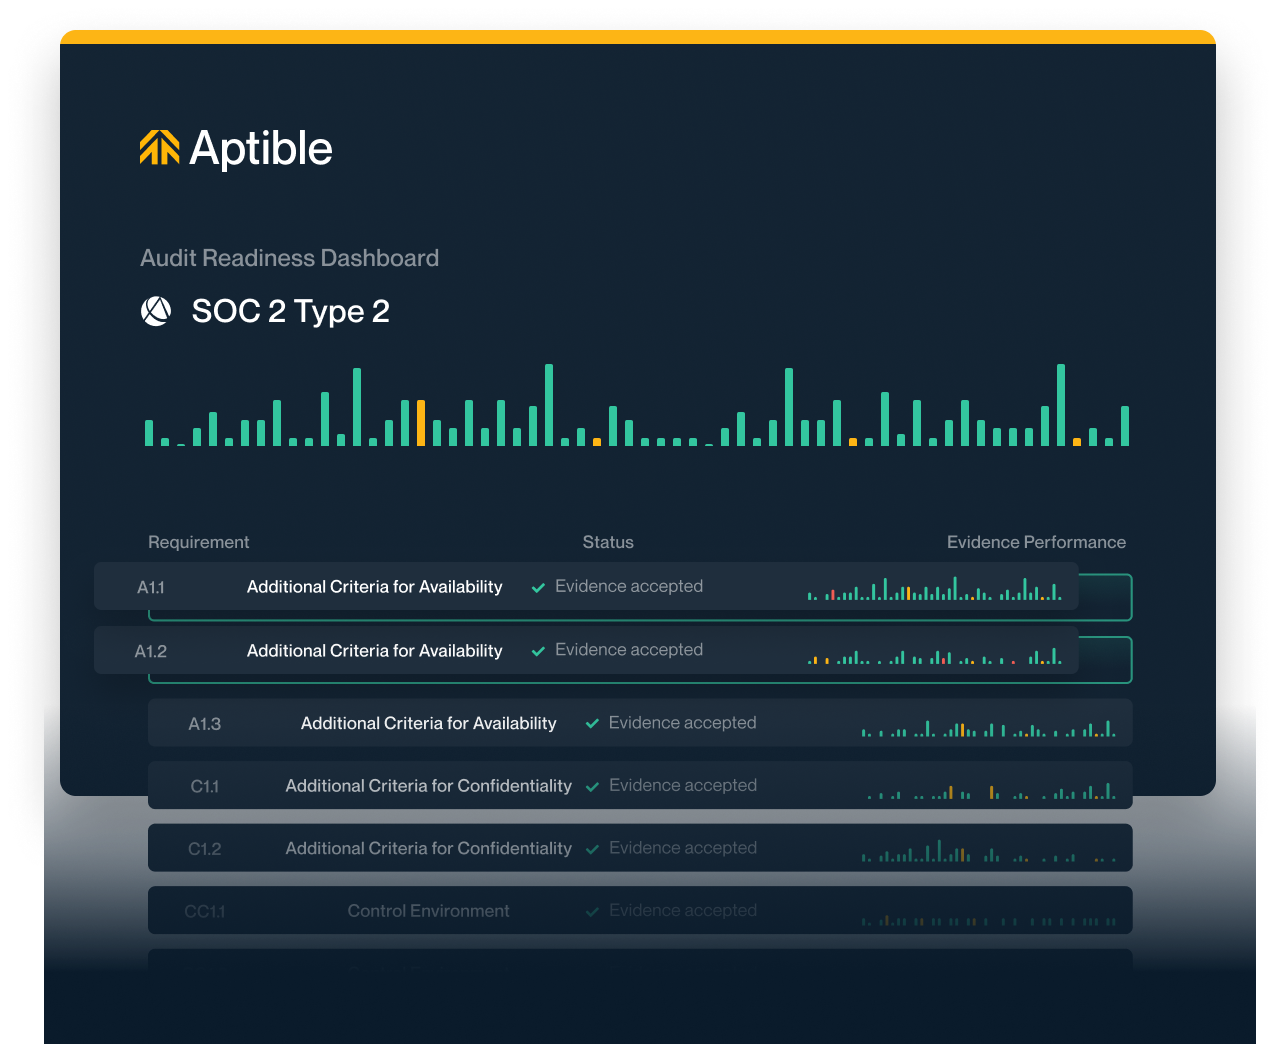 Aptible
Audit Readiness Dashboard
SOC 2 Type 2
Requirement Status Evidence Performance
A1.1 Additional Criteria for Availability Evidence accepted
A1.2 Additional Criteria for Availability Evidence accepted
A1.3 Additional Criteria for Availability Evidence accepted
C1.1 Additional Criteria for Confidentiality Evidence accepted
C1.2 Additional Criteria for Confidentiality Evidence accepted
CC1.1 Control Environment Evidence accepted